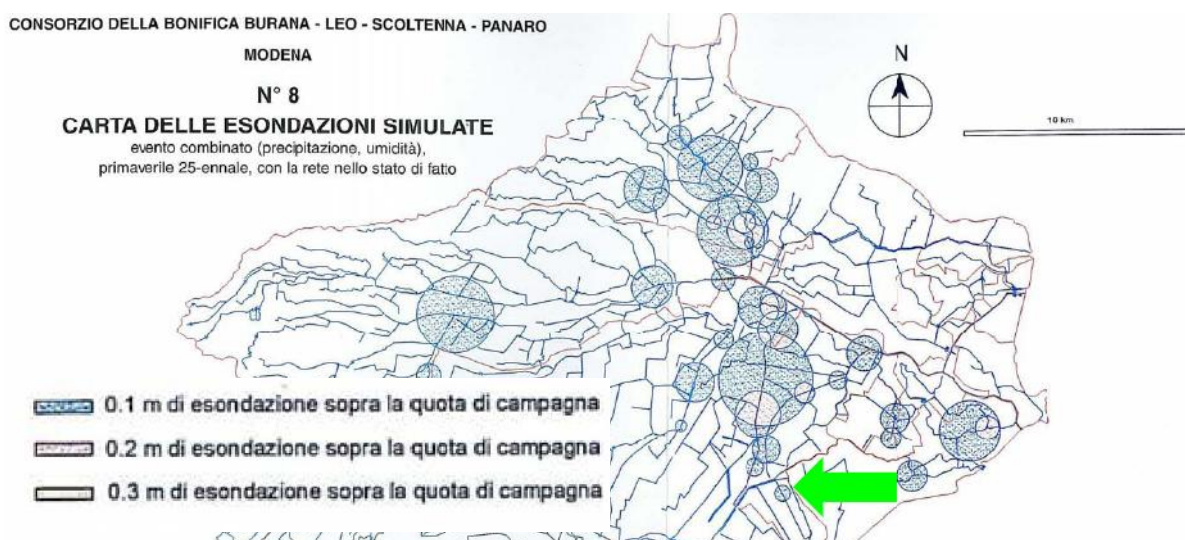 CONSORZIO DELLA BONIFICA BURANA - LEO - SCOLTENNA - PANARO
MODENA
N° 8
CARTA DELLE ESONDAZIONI SIMULATE
evento combinato (precipitazione, umidità),
primaverile 25-ennale, con la rete nello stato di fatto
N
10 km
0.1 m di esondazione sopra la quota di campagna
0.2 m di esondazione sopra la quota di campagna
0.3 m di esondazione sopra la quota di campagna